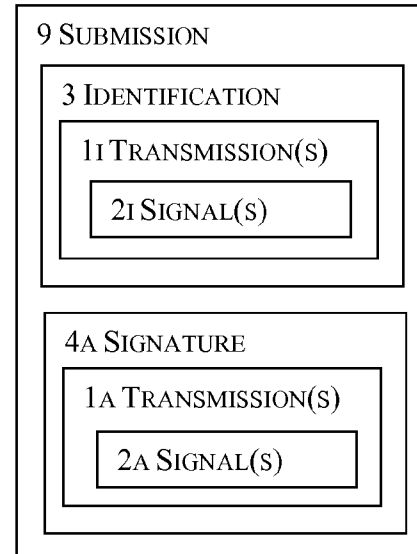 9 SUBMISSION
3 IDENTIFICATION
1I TRANSMISSION(S)
2I SIGNAL(S)
4A SIGNATURE
1A TRANSMISSION(S)
2A SIGNAL(S)